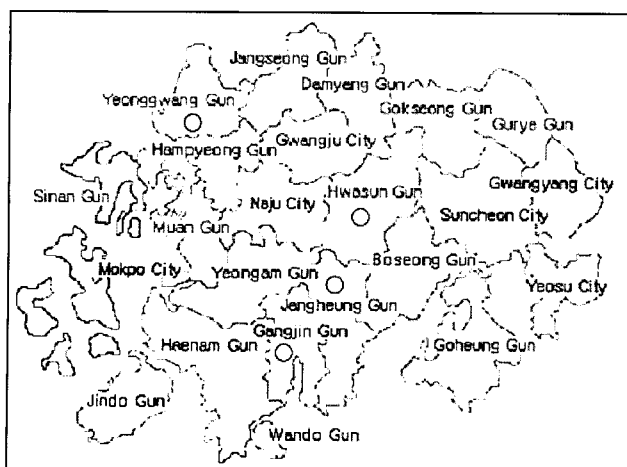 Jangseong Gun
Damyang Gun
Yeonggwang Gun
Gokseong Gun
Gurye Gun
Gwangju City
Hampyeong Gun
Sinan Gun
Naju City
Hwasun Gun
Gwangyang City
Suncheon City
Muan Gun
Mokpo City
Yeongam Gun
Boseong Gun
Yeosu City
Jangheung Gun
Gangjin Gun
Haenam Gun
Goheung Gun
Jindo Gun
Wando Gun